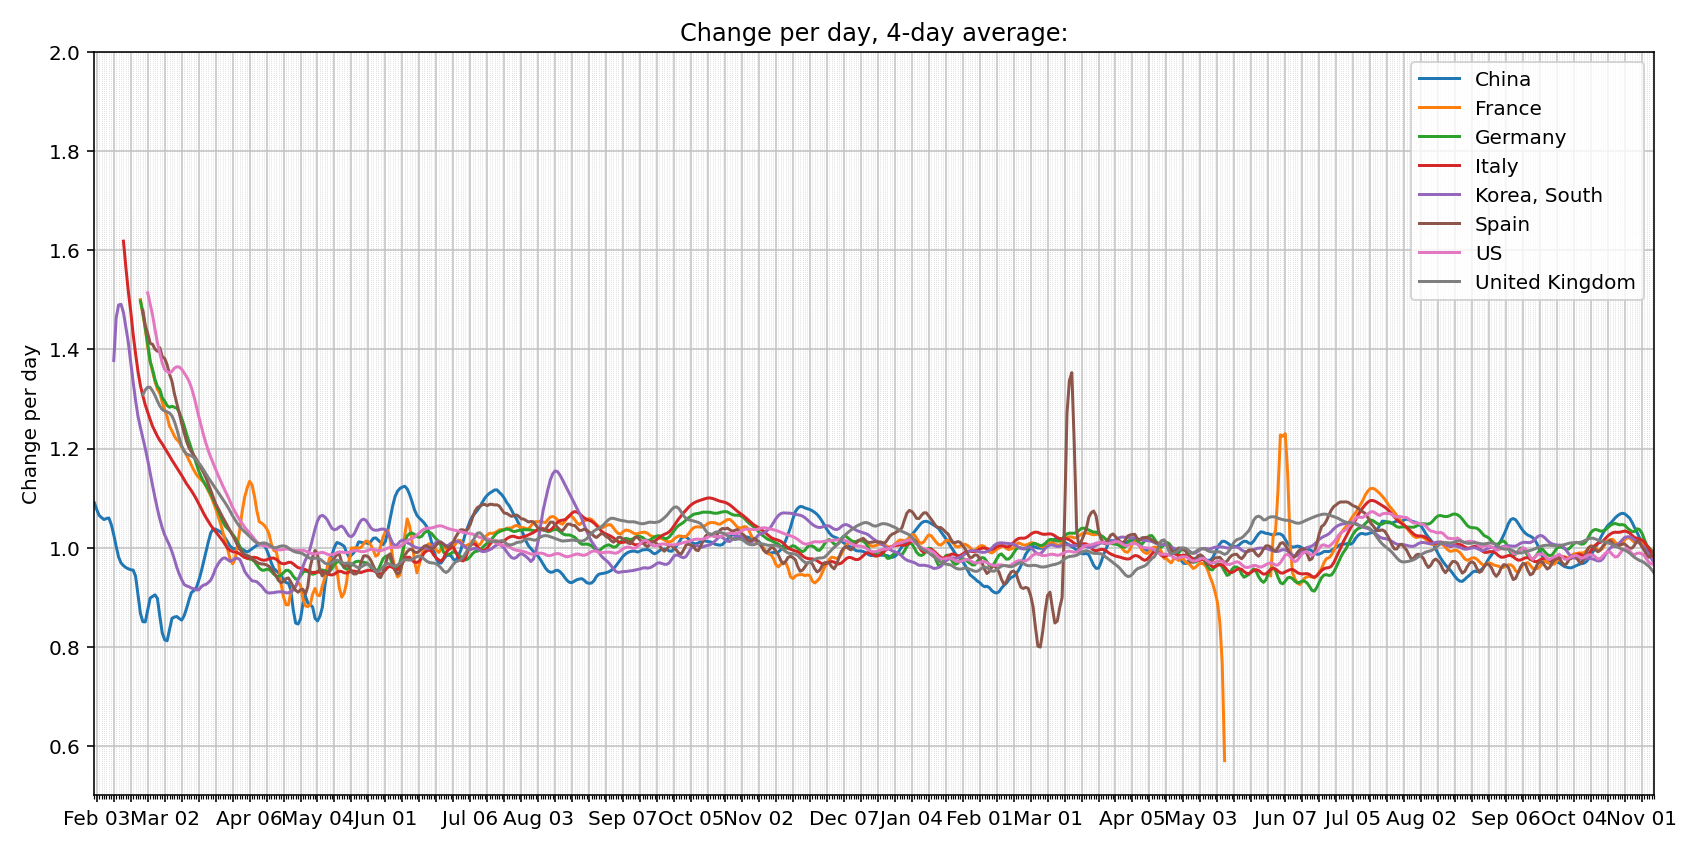 Change per day, 4-day average:
2.0
1.8
1.6
1.4
1.2
1.0
0.8
0.6
Change per day
China
France
Germany
Italy
Korea, South
Spain
US
United Kingdom
Feb 03 Mar 02 Apr 06 May 04 Jun 01 Jul 06 Aug 03 Sep 07 Oct 05 Nov 02 Dec 07 Jan 04 Feb 01 Mar 01 Apr 05 May 03 Jun 07 Jul 05 Aug 02 Sep 06 Oct 04 Nov 01